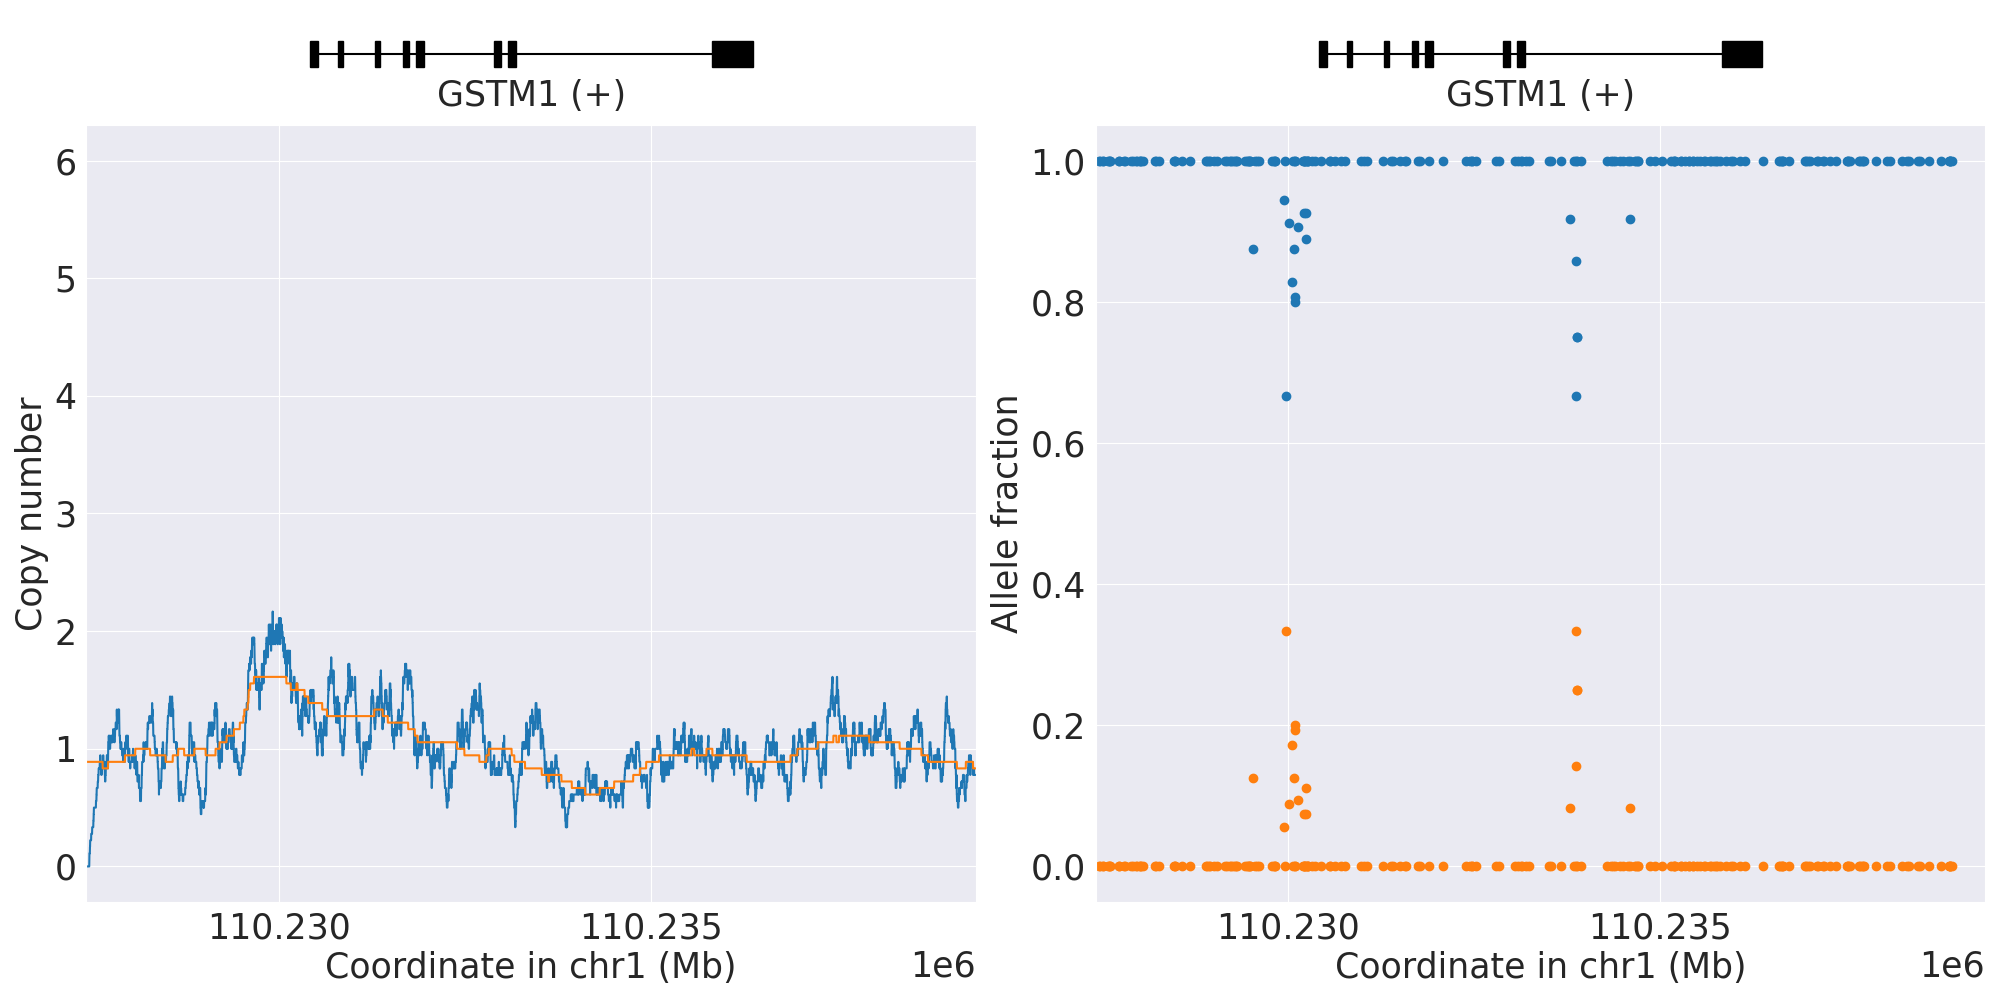 GSTM1 (+)
6
5
4
3
2
1
0
Copy number
110.230
110.235
Coordinate in chr1 (Mb)
1e6
GSTM1 (+)
1.0
0.8
0.6
0.4
0.2
0.0
Allele fraction
110.230
110.235
Coordinate in chr1 (Mb)
1e6